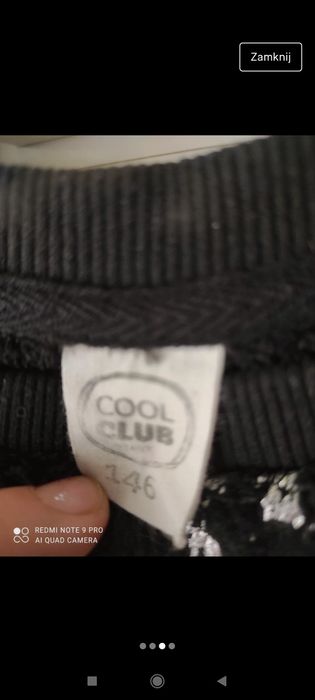 Zamknij
COOL
CLUB
146
REDMI NOTE 9 PRO
AI QUAD CAMERA